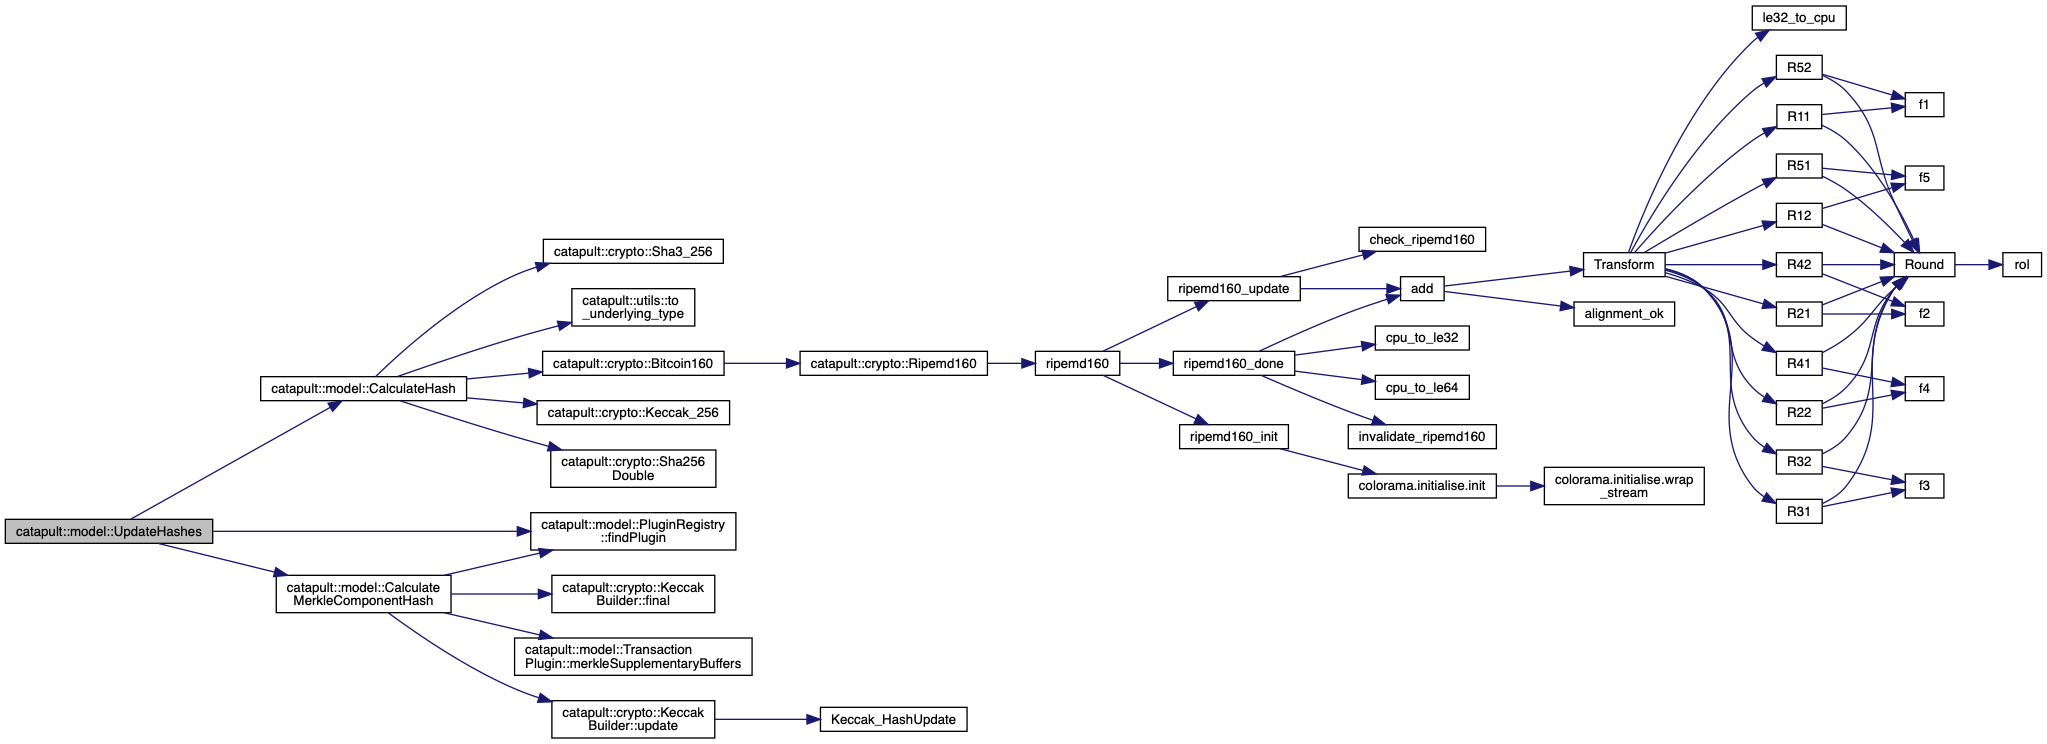 catapult::model::UpdateHashes
catapult::model::CalculateHash
catapult::crypto::Sha3_256
catapult::utils::to
_underlying_type
catapult::crypto::Bitcoin160
catapult::crypto::Keccak_256
catapult::crypto::Sha256
Double
catapult::model::PluginRegistry
::findPlugin
catapult::model::Calculate
MerkleComponentHash
catapult::crypto::Keccak
Builder::final
catapult::model::Transaction
Plugin::merkleSupplementaryBuffers
catapult::crypto::Keccak
Builder::update
Keccak_HashUpdate
catapult::crypto::Ripemd160
ripemd160
ripemd160_update
ripemd160_done
ripemd160_init
check_ripemd160
add
cpu_to_le32
cpu_to_le64
invalidate_ripemd160
colorama.initialise.init
colorama.initialise.wrap
_stream
Transform
alignment_ok
le32_to_cpu
R52
R11
R51
R12
R42
R21
R41
R22
R32
R31
f1
f5
Round
f2
f4
f3
rol